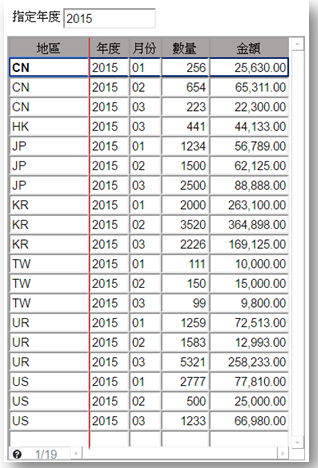 指定年度 2015
地區 年度 月份 數量 金額
CN 2015 01 256 25,630.00
CN 2015 02 654 65,311.00
CN 2015 03 223 22,300.00
HK 2015 03 441 44,133.00
JP 2015 01 1234 56,789.00
JP 2015 02 1500 62,125.00
JP 2015 03 2500 88,888.00
KR 2015 01 2000 263,100.00
KR 2015 02 3520 364,898.00
KR 2015 03 2226 169,125.00
TW 2015 01 111 10,000.00
TW 2015 02 150 15,000.00
TW 2015 03 99 9,800.00
UR 2015 01 1259 72,513.00
UR 2015 02 1583 12,993.00
UR 2015 03 5321 258,233.00
US 2015 01 2777 77,810.00
US 2015 02 500 25,000.00
US 2015 03 1233 66,980.00
? 1/19